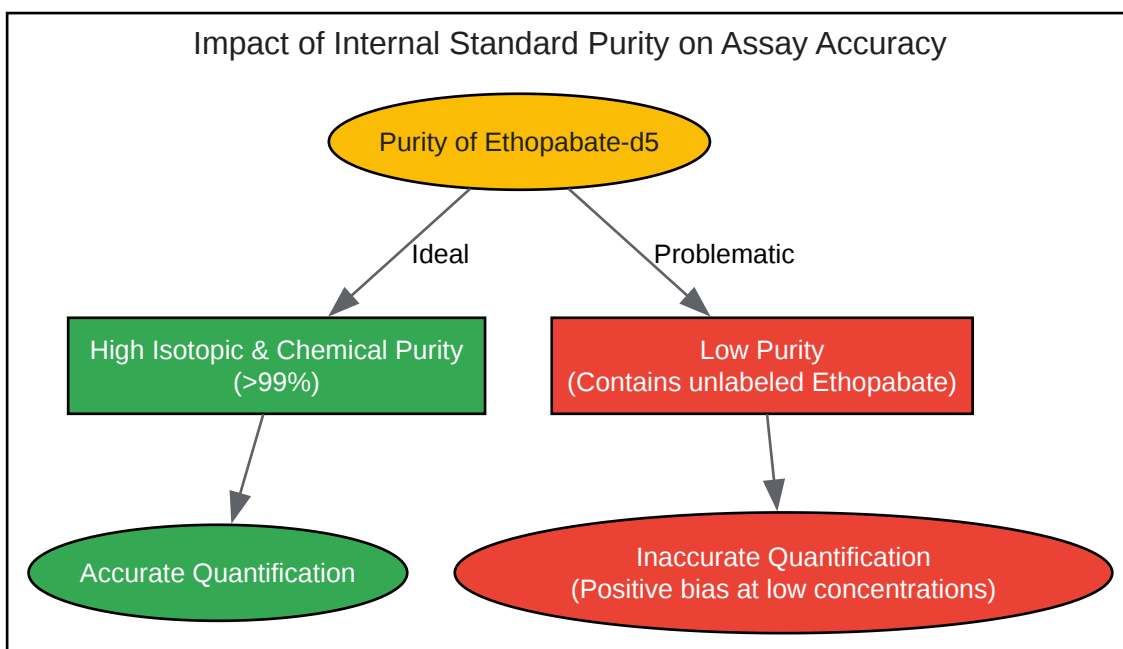 Impact of Internal Standard Purity on Assay Accuracy
Purity of Ethopabate-d5
Ideal
Problematic
High Isotopic & Chemical Purity
(>99%)
Low Purity
(Contains unlabeled Ethopabate)
Accurate Quantification
Inaccurate Quantification
(Positive bias at low concentrations)